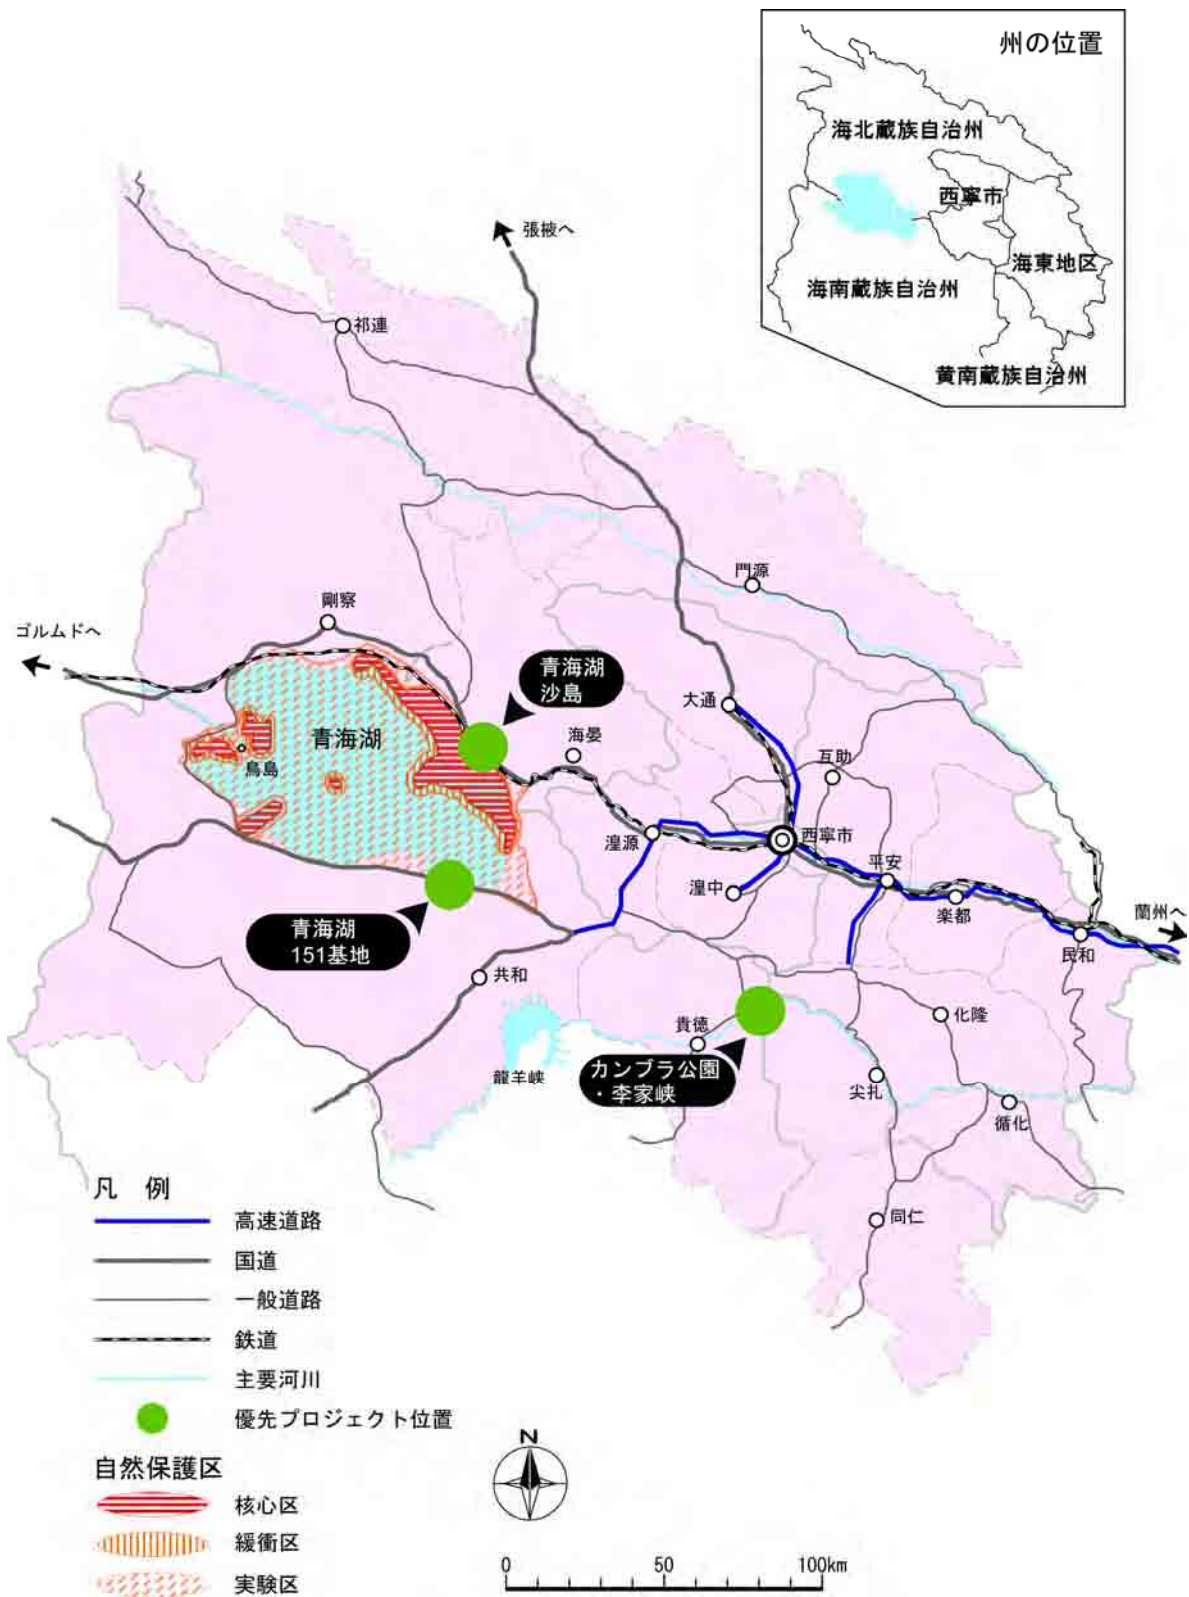 州の位置
海北蔵族自治州
西寧市
海東地区
海南蔵族自治州
黄南蔵族自治州
張掖へ
祁連
門源
剛察
ゴルムドへ
青海湖
沙島
大通
海晏
青海湖
鳥島
互助
湟源
西寧市
平安
湟中
楽都
蘭州へ
民和
青海湖
151基地
共和
貴徳
化隆
カンブラ公園
・李家峡
龍羊峡
尖扎
循化
同仁
凡 例
高速道路
国道
一般道路
鉄道
主要河川
優先プロジェクト位置
自然保護区
核心区
緩衝区
実験区
N
0 50 100km